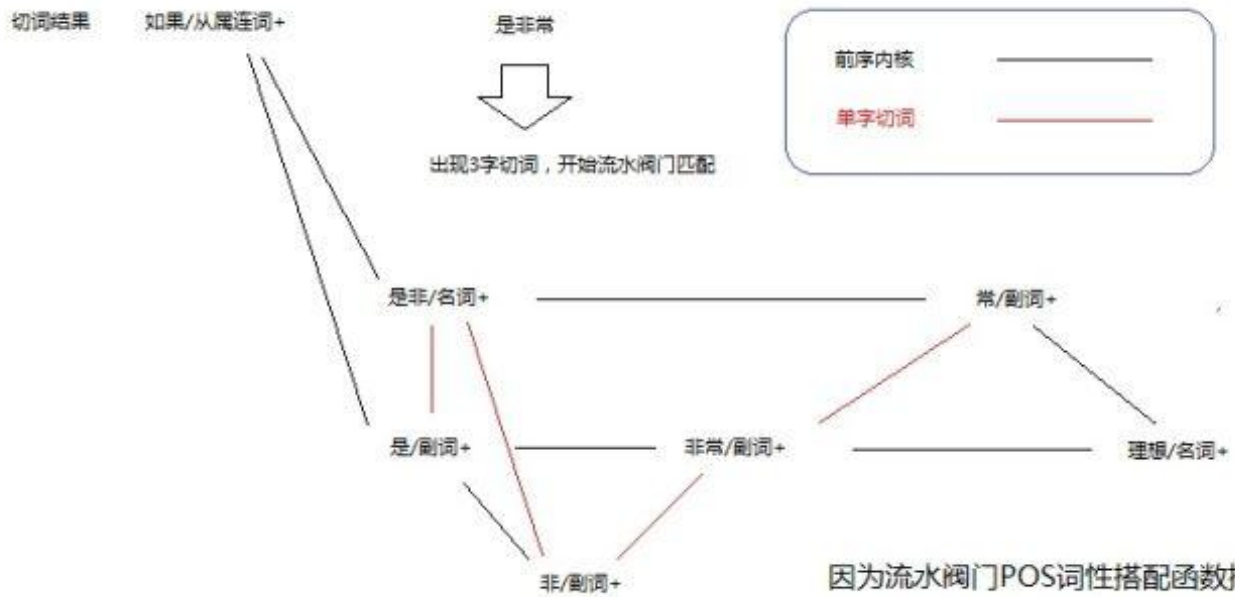 切词结果 如果/从属连词+ 是非常
前序内核
单字切词
出现3字切词，开始流水阀门匹配
是非/名词+ 常/副词+
是/副词+ 非常/副词+ 理想/名词+
非/副词+
因为流水阀门POS词性搭配函数